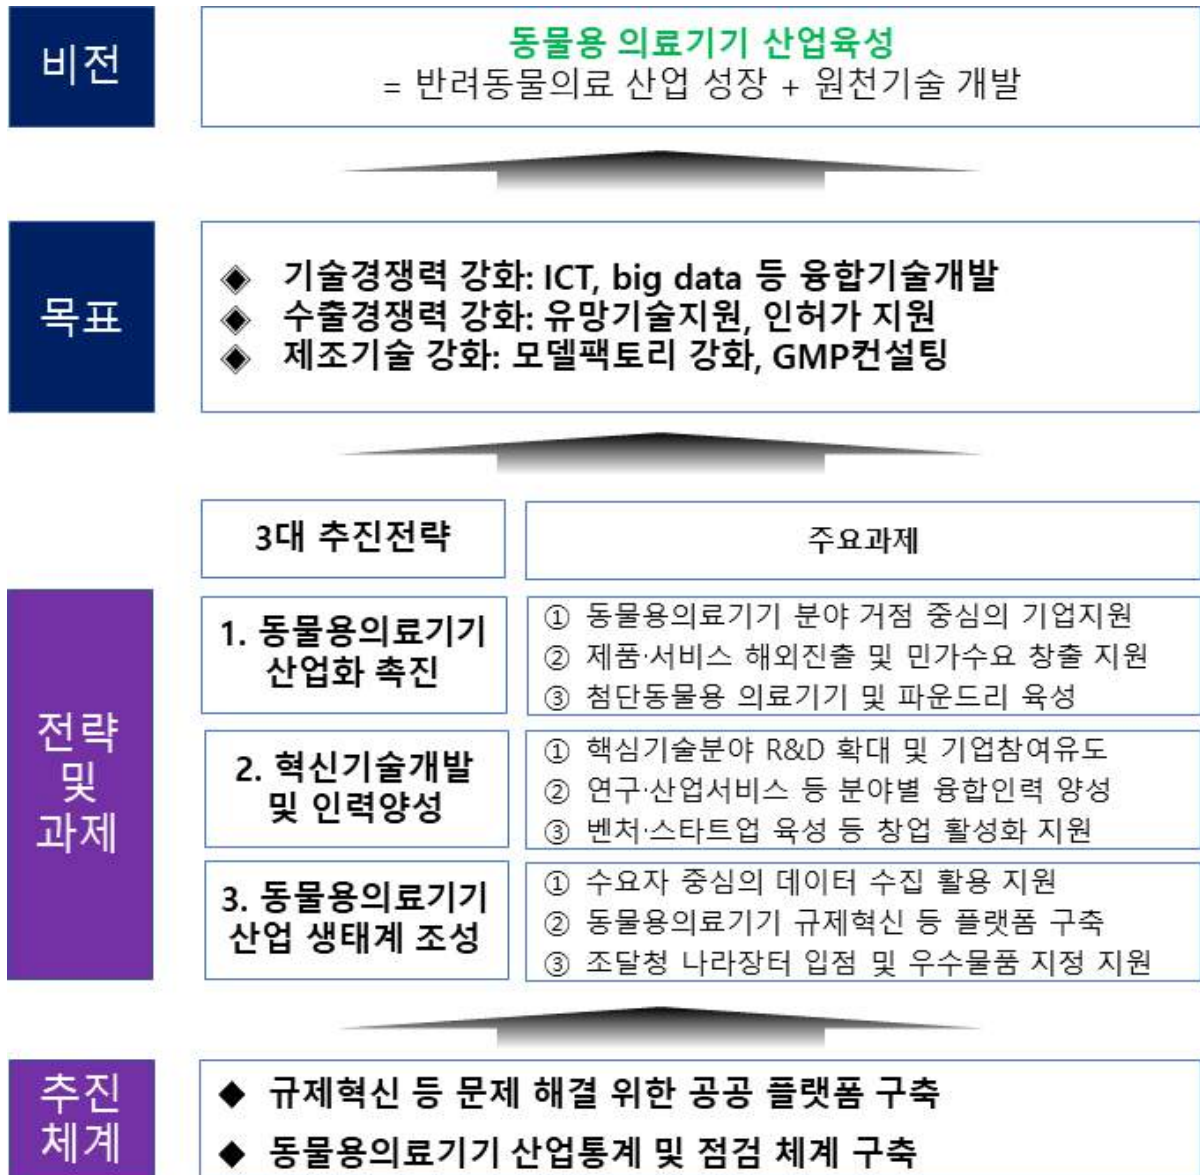 비전
동물용 의료기기 산업육성
= 반려동물의료 산업 성장 + 원천기술 개발
목표
◈ 기술경쟁력 강화: ICT, big data 등 융합기술개발
◈ 수출경쟁력 강화: 유망기술지원, 인허가 지원
◈ 제조기술 강화: 모델팩토리 강화, GMP컨설팅
3대 추진전략
주요과제
전략
및
과제
1. 동물용의료기기
산업화 촉진
① 동물용의료기기 분야 거점 중심의 기업지원
② 제품·서비스 해외진출 및 민가수요 창출 지원
③ 첨단동물용 의료기기 및 파운드리 육성
2. 혁신기술개발
및 인력양성
① 핵심기술분야 R&D 확대 및 기업참여유도
② 연구·산업서비스 등 분야별 융합인력 양성
③ 벤처·스타트업 육성 등 창업 활성화 지원
3. 동물용의료기기
산업 생태계 조성
① 수요자 중심의 데이터 수집 활용 지원
② 동물용의료기기 규제혁신 등 플랫폼 구축
③ 조달청 나라장터 입점 및 우수물품 지정 지원
추진
체계
◆ 규제혁신 등 문제 해결 위한 공공 플랫폼 구축
◆ 동물용의료기기 산업통계 및 점검 체계 구축